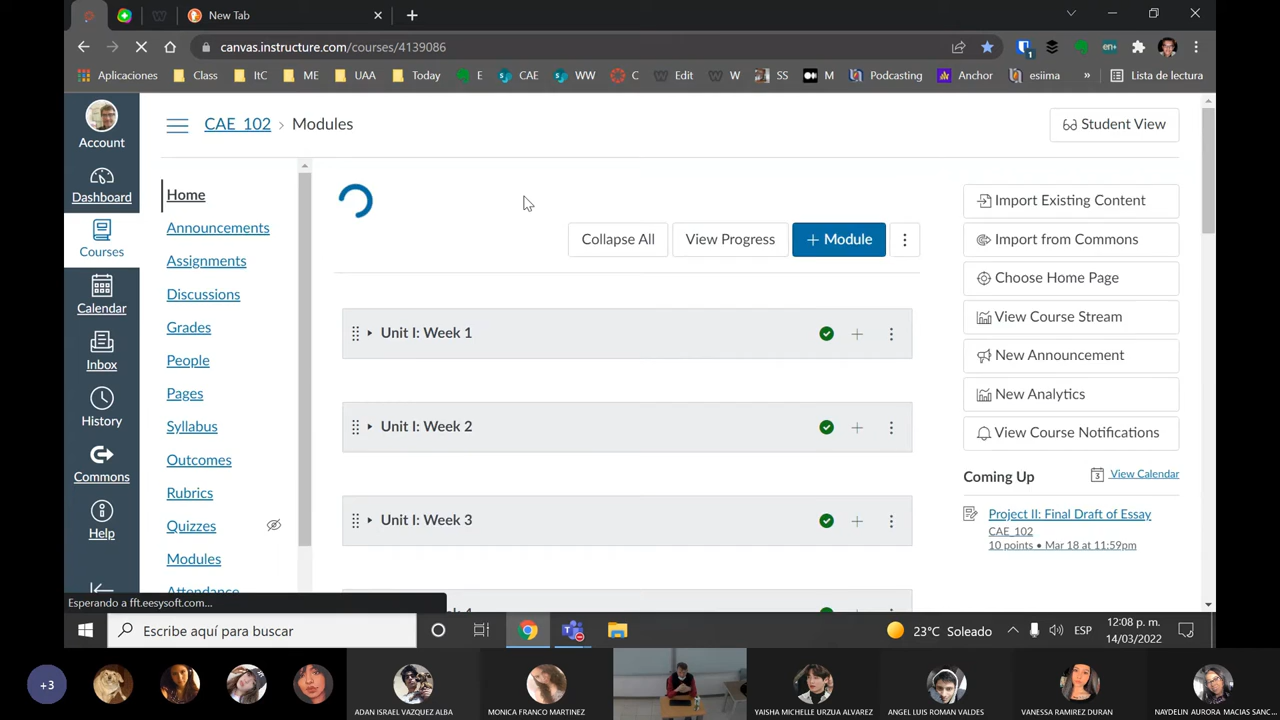 New Tab
canvas.instructure.com/courses/4139086
Aplicaciones Class ItC ME UAA Today E CAE WW C Edit W SS M Podcasting Anchor esiima » Lista de lectura
Account
Dashboard
Courses
Calendar
Inbox
History
Commons
Help
CAE_102 › Modules
Student View
Home
Announcements
Assignments
Discussions
Grades
People
Pages
Syllabus
Outcomes
Rubrics
Quizzes
Modules
Attendance
Collapse All View Progress + Module
Unit I: Week 1
Unit I: Week 2
Unit I: Week 3
Import Existing Content
Import from Commons
Choose Home Page
View Course Stream
New Announcement
New Analytics
View Course Notifications
Coming Up 3 View Calendar
Project II: Final Draft of Essay
CAE_102
10 points • Mar 18 at 11:59pm
Esperando a fft.eesysoft.com...
Escribe aquí para buscar
23°C Soleado
ESP
12:08 p. m.
14/03/2022
+3
ADAN ISRAEL VAZQUEZ ALBA
MONICA FRANCO MARTINEZ
YAISHA MICHELLE URZUA ALVAREZ
ANGEL LUIS ROMAN VALDES
VANESSA RAMIREZ DURAN
NAYDELIN AURORA MACIAS SANC...